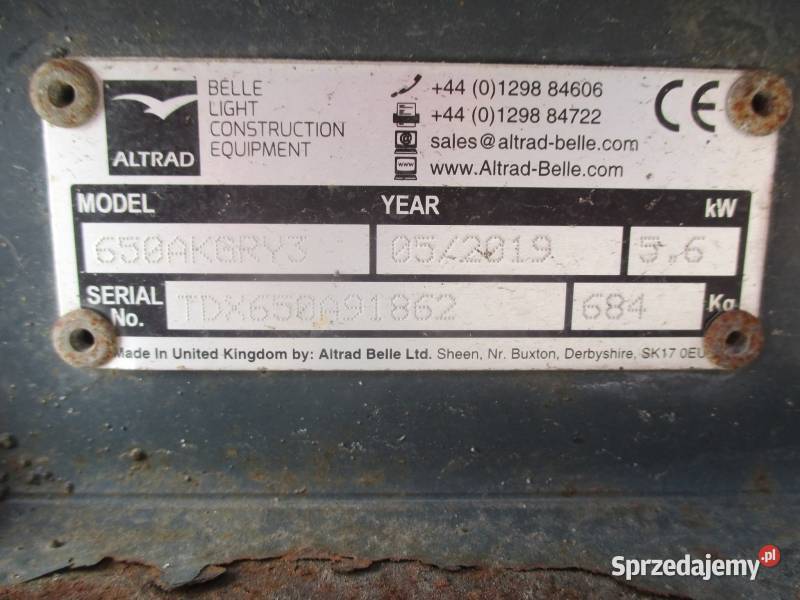 BELLE
LIGHT
CONSTRUCTION
EQUIPMENT
ALTRAD
+44 (0)1298 84606
+44 (0)1298 84722
sales@altrad-belle.com
www
www.Altrad-Belle.com
CE
MODEL YEAR kW
650AKGRY3 05/2019 5.6
SERIAL No. TDX650A91862 684 Kg
Made in United Kingdom by: Altrad Belle Ltd. Sheen, Nr. Buxton, Derbyshire, SK17 0EU
Sprzedajemy.pl